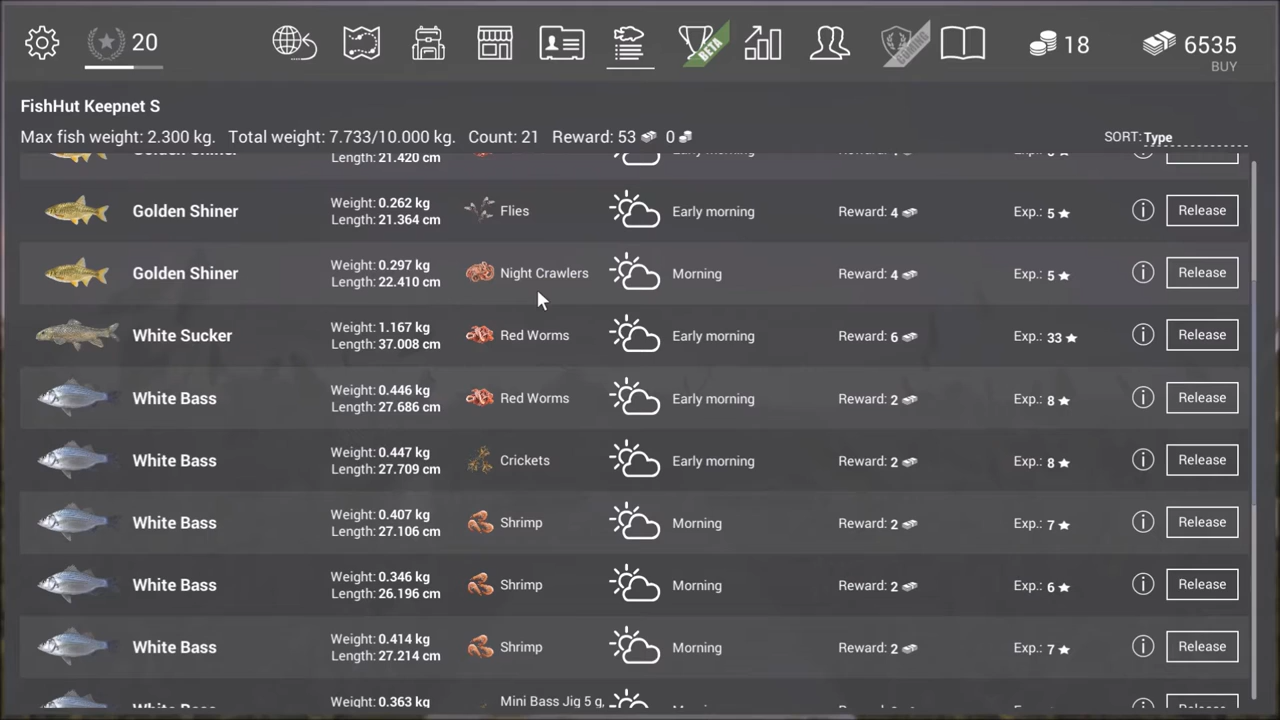 20
BETA
COMING
18
6535
BUY
FishHut Keepnet S
Max fish weight: 2.300 kg. Total weight: 7.733/10.000 kg. Count: 21 Reward: 53 0
SORT: Type
Golden Shiner
Length: 21.420 cm
Early morning
Golden Shiner
Weight: 0.262 kg
Length: 21.364 cm
Flies
Early morning
Reward: 4
Exp.: 5
Release
Golden Shiner
Weight: 0.297 kg
Length: 22.410 cm
Night Crawlers
Morning
Reward: 4
Exp.: 5
Release
White Sucker
Weight: 1.167 kg
Length: 37.008 cm
Red Worms
Early morning
Reward: 6
Exp.: 33
Release
White Bass
Weight: 0.446 kg
Length: 27.686 cm
Red Worms
Early morning
Reward: 2
Exp.: 8
Release
White Bass
Weight: 0.447 kg
Length: 27.709 cm
Crickets
Early morning
Reward: 2
Exp.: 8
Release
White Bass
Weight: 0.407 kg
Length: 27.106 cm
Shrimp
Morning
Reward: 2
Exp.: 7
Release
White Bass
Weight: 0.346 kg
Length: 26.196 cm
Shrimp
Morning
Reward: 2
Exp.: 6
Release
White Bass
Weight: 0.414 kg
Length: 27.214 cm
Shrimp
Morning
Reward: 2
Exp.: 7
Release
White Bass
Weight: 0.363 kg
Mini Bass Jig 5 g,